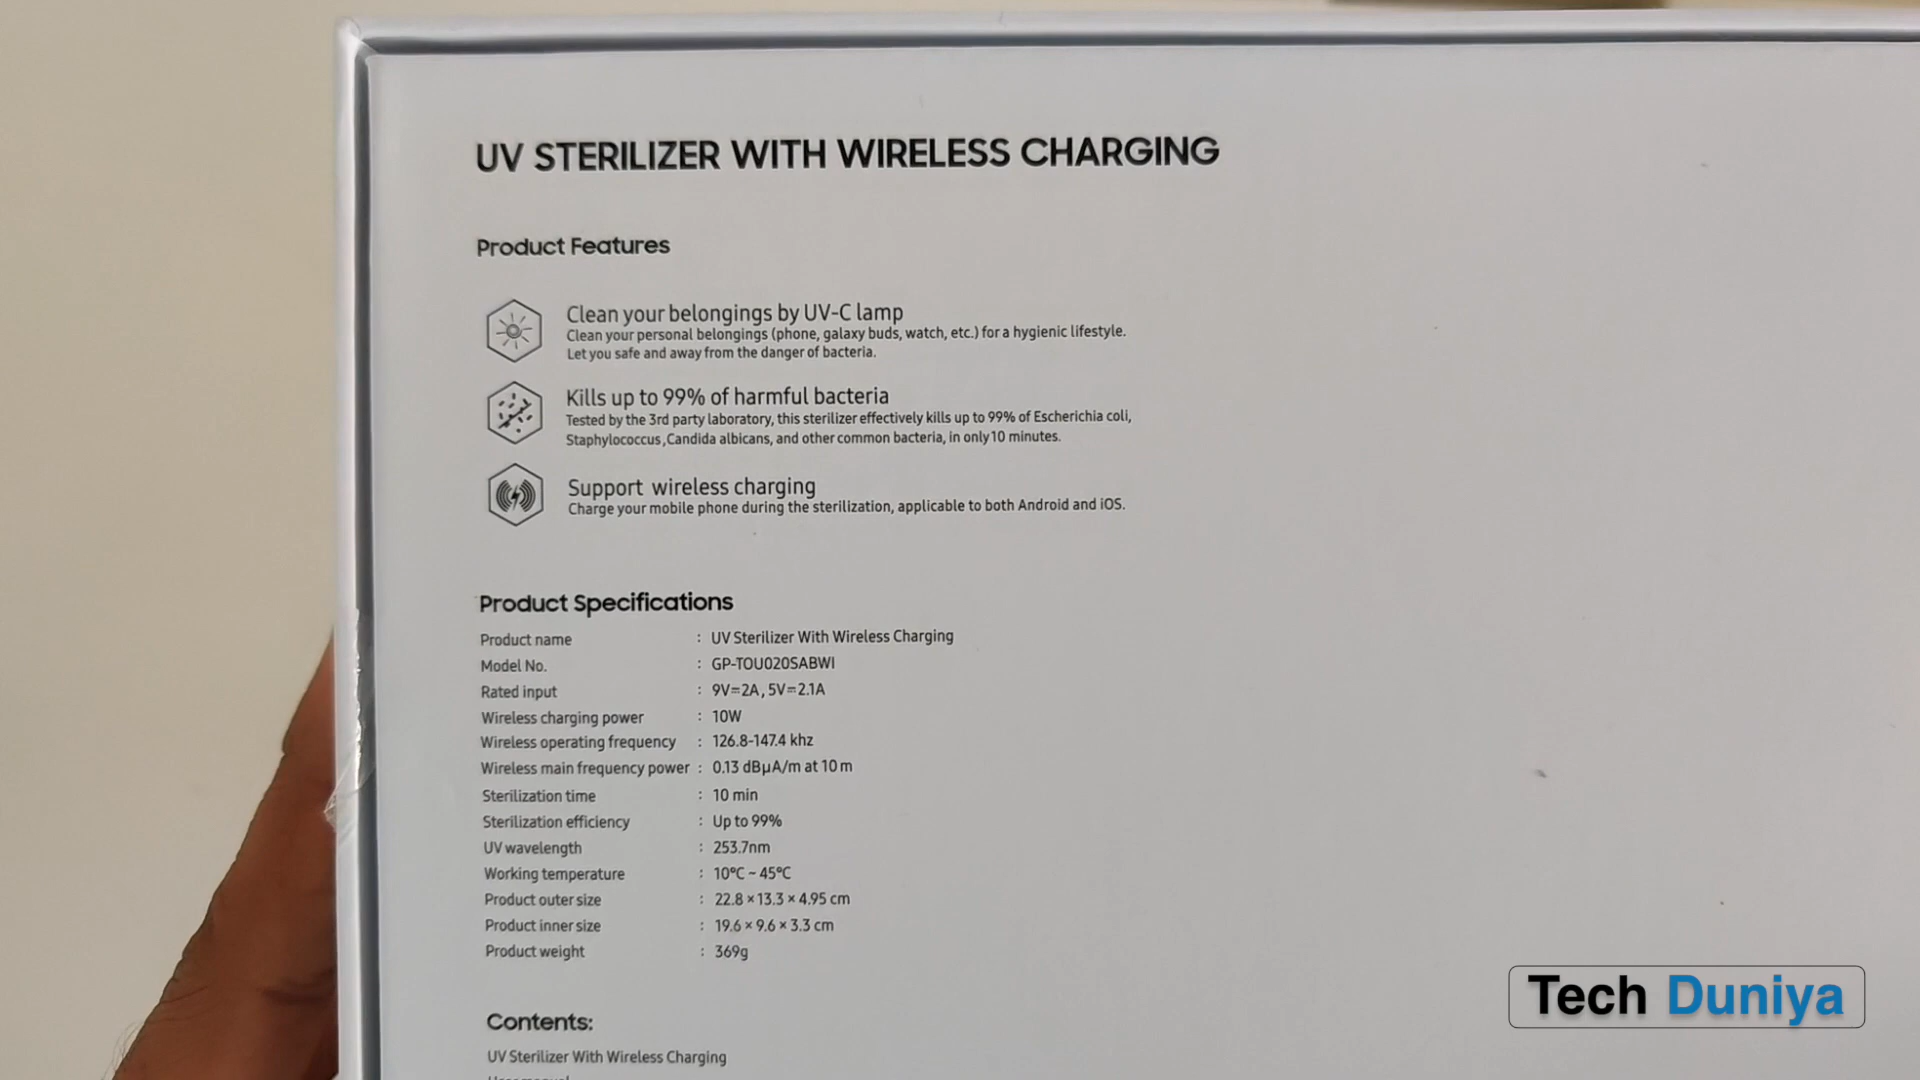 UV STERILIZER WITH WIRELESS CHARGING
Product Features
Clean your belongings by UV-C lamp
Clean your personal belongings (phone, galaxy buds, watch, etc.) for a hygienic lifestyle.
Let you safe and away from the danger of bacteria.
Kills up to 99% of harmful bacteria
Tested by the 3rd party laboratory, this sterilizer effectively kills up to 99% of Escherichia coli,
Staphylococcus,Candida albicans, and other common bacteria, in only 10 minutes.
Support wireless charging
Charge your mobile phone during the sterilization, applicable to both Android and iOS.
Product Specifications
Product name : UV Sterilizer With Wireless Charging
Model No. : GP-TOU020SABWI
Rated input : 9V=2A, 5V=2.1A
Wireless charging power : 10W
Wireless operating frequency : 126.8-147.4 khz
Wireless main frequency power : 0.13 dBµA/m at 10 m
Sterilization time : 10 min
Sterilization efficiency : Up to 99%
UV wavelength : 253.7nm
Working temperature : 10°C ~ 45°C
Product outer size : 22.8 × 13.3 × 4.95 cm
Product inner size : 19.6 × 9.6 × 3.3 cm
Product weight : 369g
Contents:
UV Sterilizer With Wireless Charging
Tech Duniya